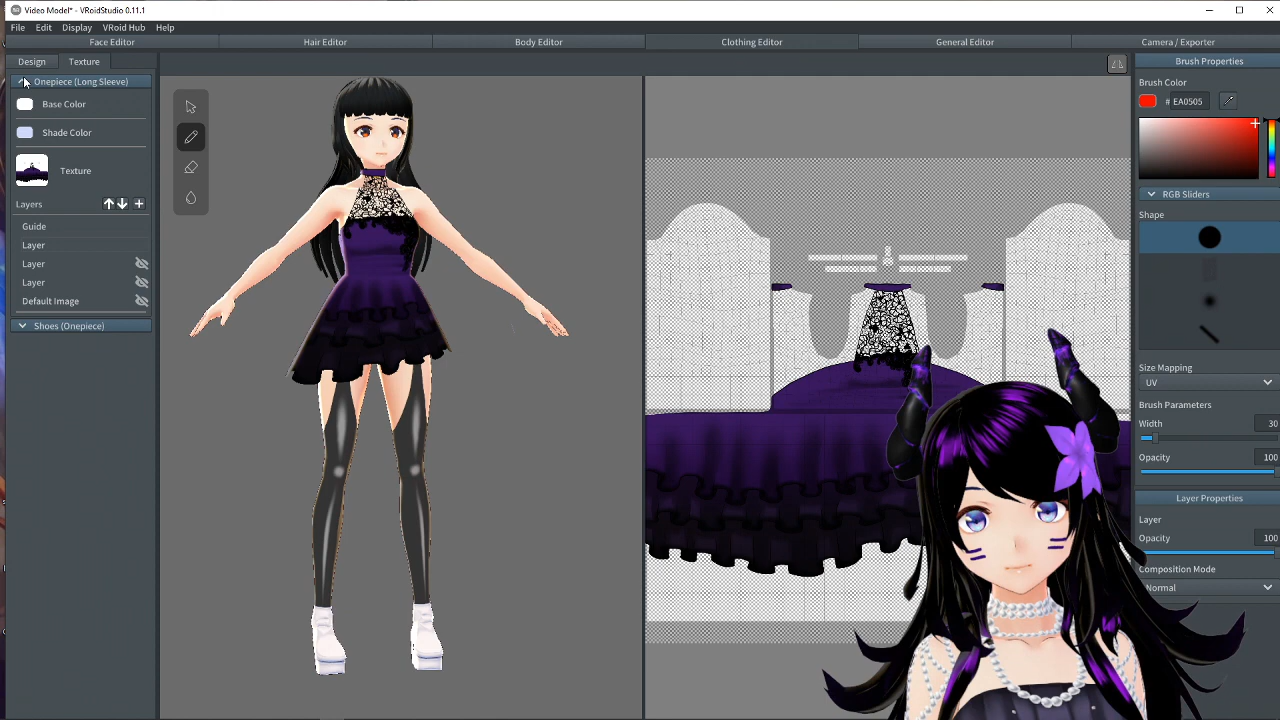 Video Model* - VRoidStudio 0.11.1
File Edit Display VRoid Hub Help
Face Editor Hair Editor Body Editor Clothing Editor General Editor Camera / Exporter
Design Texture
Onepiece (Long Sleeve)
Base Color
Shade Color
Texture
Layers
Guide
Layer
Layer
Layer
Default Image
Shoes (Onepiece)
Brush Properties
Brush Color
# EA0505
RGB Sliders
Shape
Size Mapping
UV
Brush Parameters
Width 30
Opacity 100
Layer Properties
Layer
Opacity 100
Composition Mode
Normal